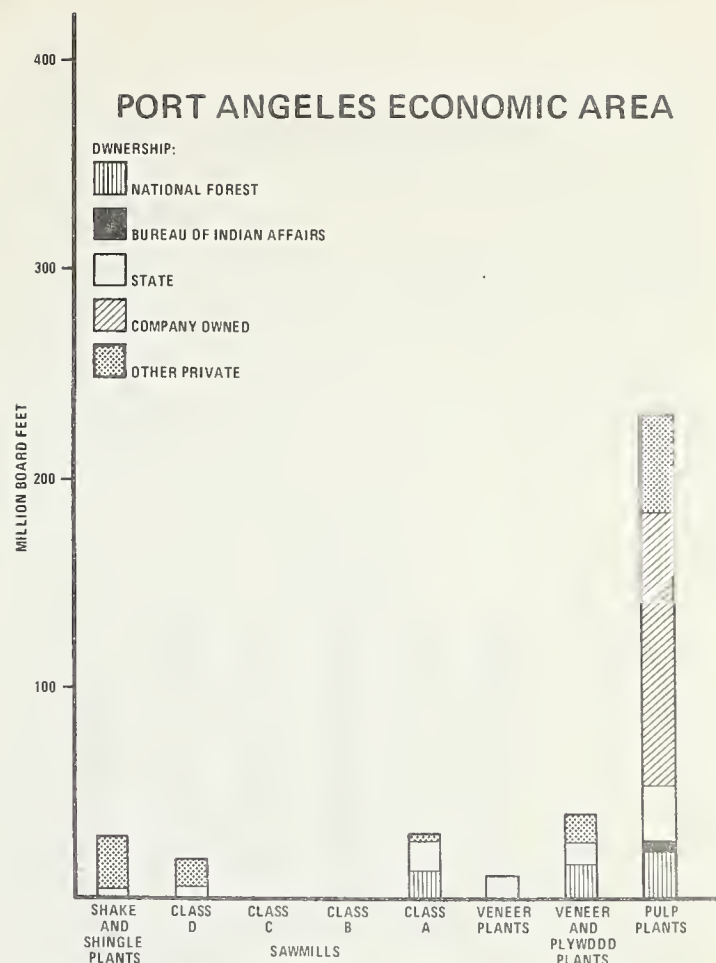 400
PORT ANGELES ECONOMIC AREA
OWNERSHIP:
NATIONAL FOREST
BUREAU OF INDIAN AFFAIRS
300
STATE
COMPANY OWNED
OTHER PRIVATE
MILLION BOARD FEET
200
100
SHAKE AND SHINGLE PLANTS
CLASS D
CLASS C
CLASS B
CLASS A
VENEER PLANTS
VENEER AND PLYWOOD PLANTS
PULP PLANTS
SAWMILLS